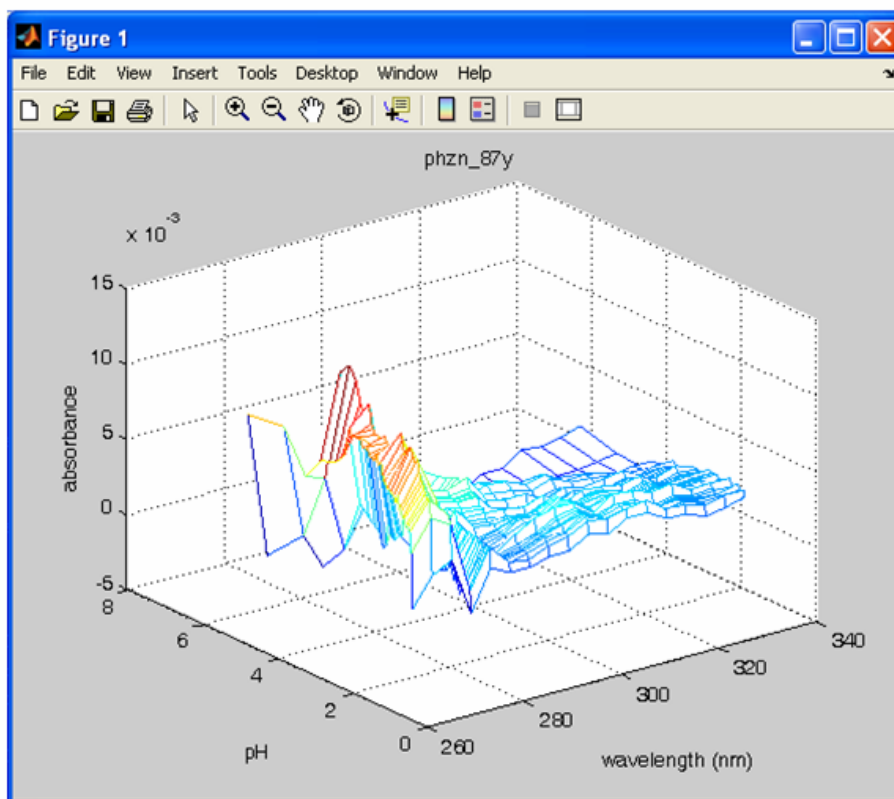 Figure 1
File Edit View Insert Tools Desktop Window Help
phzn_87y
x 10
-3
15
10
5
0
-5
absorbance
8
6
4
2
0
pH
260
280
300
320
340
wavelength (nm)